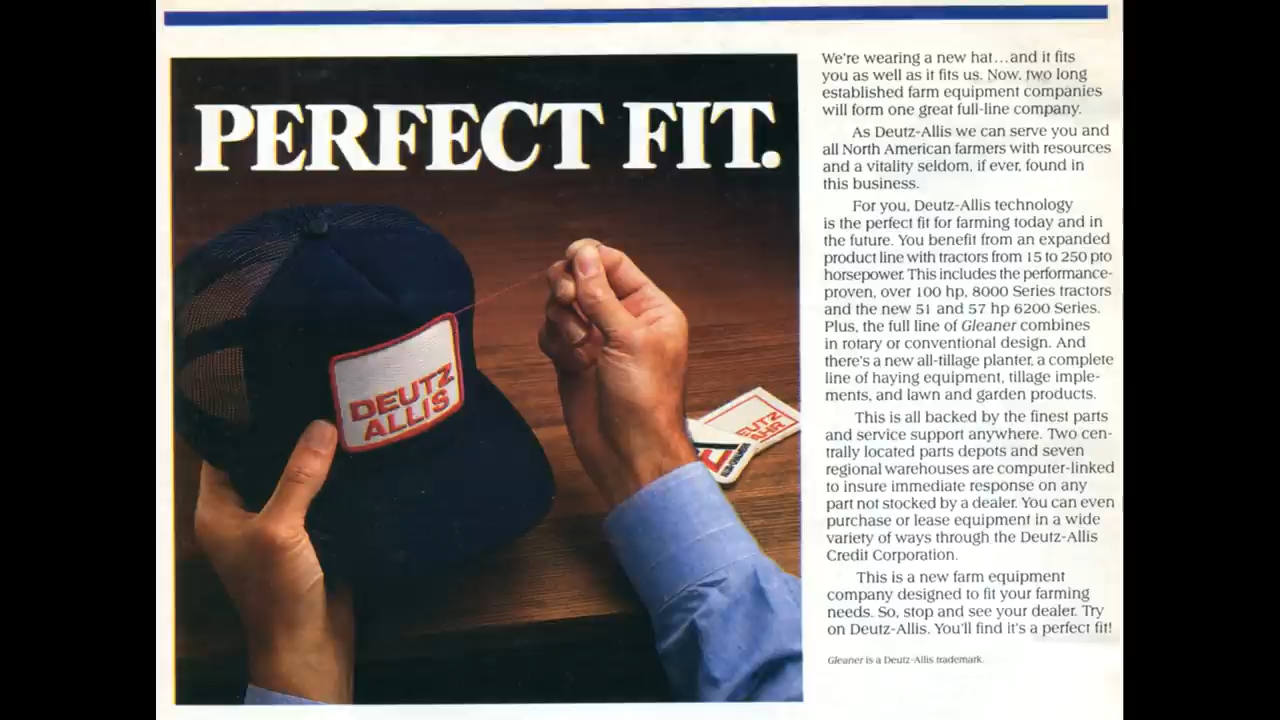 PERFECT FIT.
DEUTZ
ALLIS
EUTZ
AHR
We're wearing a new hat...and it fits
you as well as it fits us. Now, two long
established farm equipment companies
will form one great full-line company.
As Deutz-Allis we can serve you and
all North American farmers with resources
and a vitality seldom, if ever, found in
this business.
For you, Deutz-Allis technology
is the perfect fit for farming today and in
the future. You benefit from an expanded
product line with tractors from 15 to 250 pto
horsepower. This includes the performance-
proven, over 100 hp, 8000 Series tractors
and the new 51 and 57 hp 6200 Series.
Plus, the full line of Gleaner combines
in rotary or conventional design. And
there's a new all-tillage planter, a complete
line of haying equipment, tillage imple-
ments, and lawn and garden products.
This is all backed by the finest parts
and service support anywhere. Two cen-
trally located parts depots and seven
regional warehouses are computer-linked
to insure immediate response on any
part not stocked by a dealer. You can even
purchase or lease equipment in a wide
variety of ways through the Deutz-Allis
Credit Corporation.
This is a new farm equipment
company designed to fit your farming
needs. So, stop and see your dealer. Try
on Deutz-Allis. You'll find it's a perfect fit!
Gleaner is a Deutz-Allis trademark.